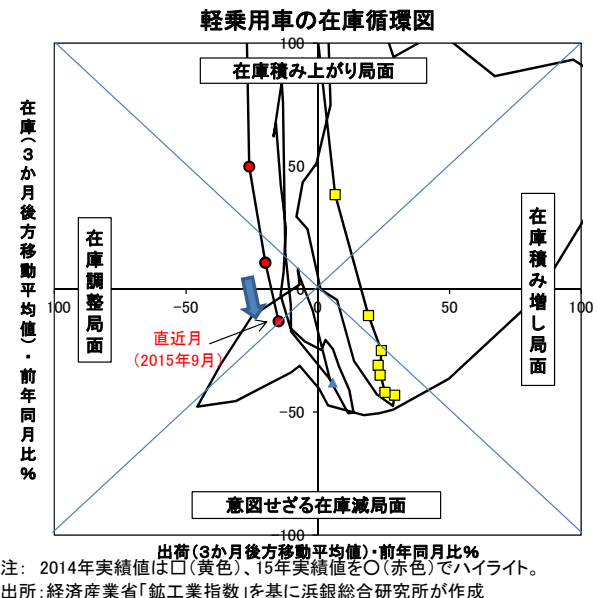 軽乗用車の在庫循環図
在庫(3か月後方移動平均値)・前年同月比%
100
在庫積み上がり局面
50
在庫調整局面
在庫積み増し局面
0
100
-50
0
50
100
直近月
(2015年9月)
-50
意図せざる在庫減局面
-100
出荷(3か月後方移動平均値)・前年同月比%
注: 2014年実績値は□(黄色)、15年実績値を○(赤色)でハイライト。
出所:経済産業省「鉱工業指数」を基に浜銀総合研究所が作成